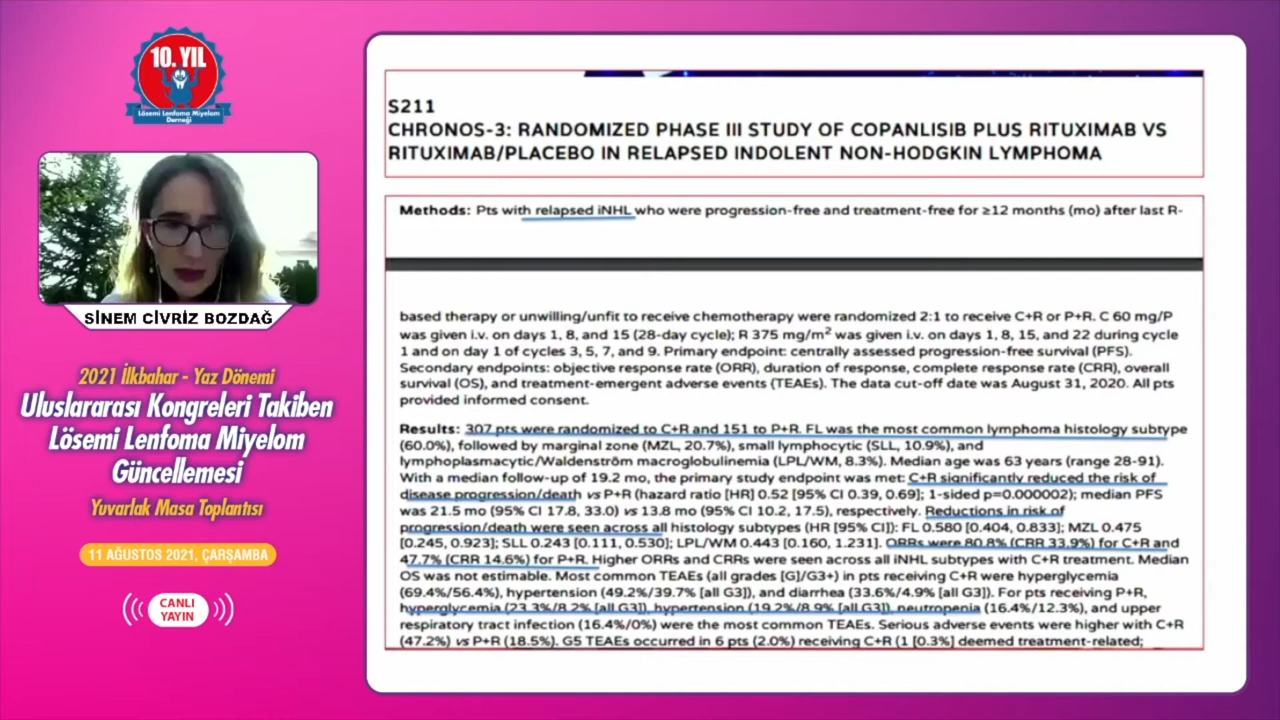 10. YIL
Lösemi Lenfoma Miyelom
Derneği
SİNEM CİVRİZ BOZDAĞ
2021 İlkbahar - Yaz Dönemi
Uluslararası Kongreleri Takiben
Lösemi Lenfoma Miyelom
Güncellemesi
Yuvarlak Masa Toplantısı
11 AĞUSTOS 2021, ÇARŞAMBA
CANLI
YAYIN
S211
CHRONOS-3: RANDOMIZED PHASE III STUDY OF COPANLISIB PLUS RITUXIMAB VS
RITUXIMAB/PLACEBO IN RELAPSED INDOLENT NON-HODGKIN LYMPHOMA
Methods: Pts with relapsed iNHL who were progression-free and treatment-free for ≥12 months (mo) after last R-
based therapy or unwilling/unfit to receive chemotherapy were randomized 2:1 to receive C+R or P+R. C 60 mg/P
was given i.v. on days 1, 8, and 15 (28-day cycle); R 375 mg/m² was given i.v. on days 1, 8, 15, and 22 during cycle
1 and on day 1 of cycles 3, 5, 7, and 9. Primary endpoint: centrally assessed progression-free survival (PFS).
Secondary endpoints: objective response rate (ORR), duration of response, complete response rate (CRR), overall
survival (OS), and treatment-emergent adverse events (TEAEs). The data cut-off date was August 31, 2020. All pts
provided informed consent.
Results: 307 pts were randomized to C+R and 151 to P+R. FL was the most common lymphoma histology subtype
(60.0%), followed by marginal zone (MZL, 20.7%), small lymphocytic (SLL, 10.9%), and
lymphoplasmacytic/Waldenström macroglobulinemia (LPL/WM, 8.3%). Median age was 63 years (range 28-91).
With a median follow-up of 19.2 mo, the primary study endpoint was met: C+R significantly reduced the risk of
disease progression/death vs P+R (hazard ratio [HR] 0.52 [95% CI 0.39, 0.69]; 1-sided p=0.000002); median PFS
was 21.5 mo (95% CI 17.8, 33.0) vs 13.8 mo (95% CI 10.2, 17.5), respectively. Reductions in risk of
progression/death were seen across all histology subtypes (HR [95% CI]): FL 0.580 [0.404, 0.833]; MZL 0.475
[0.245, 0.923]; SLL 0.243 [0.111, 0.530]; LPL/WM 0.443 [0.160, 1.231]. ORRs were 80.8% (CRR 33.9%) for C+R and
47.7% (CRR 14.6%) for P+R. Higher ORRs and CRRs were seen across all iNHL subtypes with C+R treatment. Median
OS was not estimable. Most common TEAEs (all grades [G]/G3+) in pts receiving C+R were hyperglycemia
(69.4%/56.4%), hypertension (49.2%/39.7% [all G3]), and diarrhea (33.6%/4.9% [all G3]). For pts receiving P+R,
hyperglycemia (23.3%/8.2% [all G3]), hypertension (19.2%/8.9% [all G3]), neutropenia (16.4%/12.3%), and upper
respiratory tract infection (16.4%/0%) were the most common TEAEs. Serious adverse events were higher with C+R
(47.2%) vs P+R (18.5%). G5 TEAEs occurred in 6 pts (2.0%) receiving C+R (1 [0.3%] deemed treatment-related;